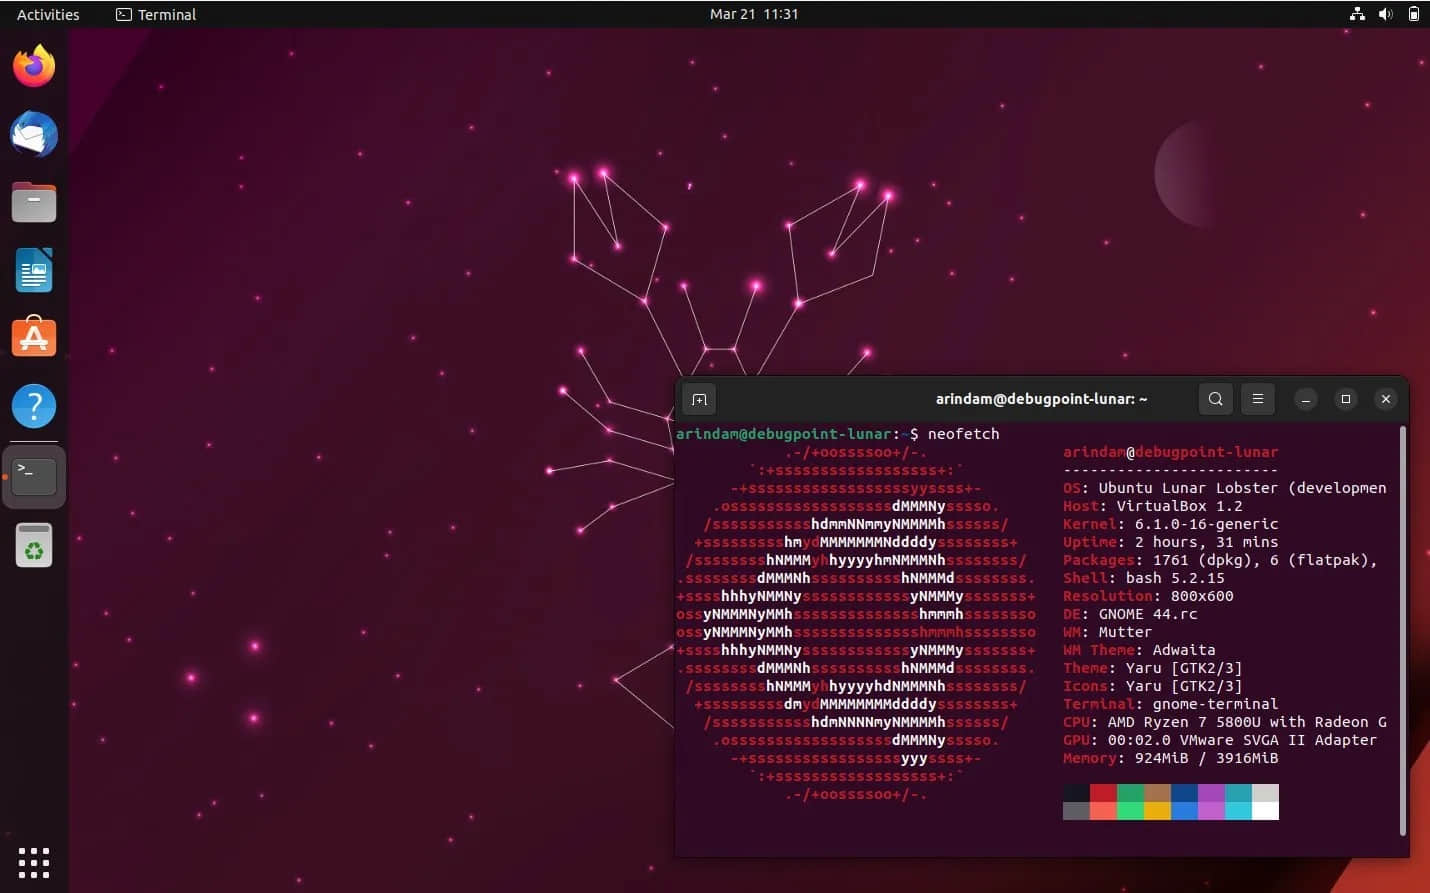 Activities
Terminal
Mar 21 11:31
arindam@debugpoint-lunar: ~
arindam@debugpoint-lunar:~$ neofetch
.-/+oossssoo+/-.
arindam@debugpoint-lunar
`:+ssssssssssssssssss+:`
------------------------
-+ssssssssssssssssssyyssss+-
OS: Ubuntu Lunar Lobster (developmen
.ossssssssssssssssssdMMMNysssso.
Host: VirtualBox 1.2
/ssssssssssshdmmNNmmyNMMMMhssssss/
Kernel: 6.1.0-16-generic
+ssssssssshmydMMMMMMMNddddyssssssss+
Uptime: 2 hours, 31 mins
/sssssssshNMMMyhhyyyyhmNMMMNhssssssss/
Packages: 1761 (dpkg), 6 (flatpak),
.ssssssssdMMMNhsssssssssshNMMMdssssssss.
Shell: bash 5.2.15
+sssshhhyNMMNyssssssssssssyNMMMysssssss+
Resolution: 800x600
ossyNMMMNyMMhsssssssssssssshmmmhssssssso
DE: GNOME 44.rc
ossyNMMMNyMMhsssssssssssssshmmmhssssssso
WM: Mutter
+sssshhhyNMMNyssssssssssssyNMMMysssssss+
WM Theme: Adwaita
.ssssssssdMMMNhsssssssssshNMMMdssssssss.
Theme: Yaru [GTK2/3]
/sssssssshNMMMyhhyyyyhdNMMMNhssssssss/
Icons: Yaru [GTK2/3]
+sssssssssdmydMMMMMMMMddddyssssssss+
Terminal: gnome-terminal
/ssssssssssshdmNNNNmyNMMMMhssssss/
CPU: AMD Ryzen 7 5800U with Radeon G
.ossssssssssssssssssdMMMNysssso.
GPU: 00:02.0 VMware SVGA II Adapter
-+sssssssssssssssssyyyssss+-
Memory: 924MiB / 3916MiB
`:+ssssssssssssssssss+:`
.-/+oossssoo+/-.